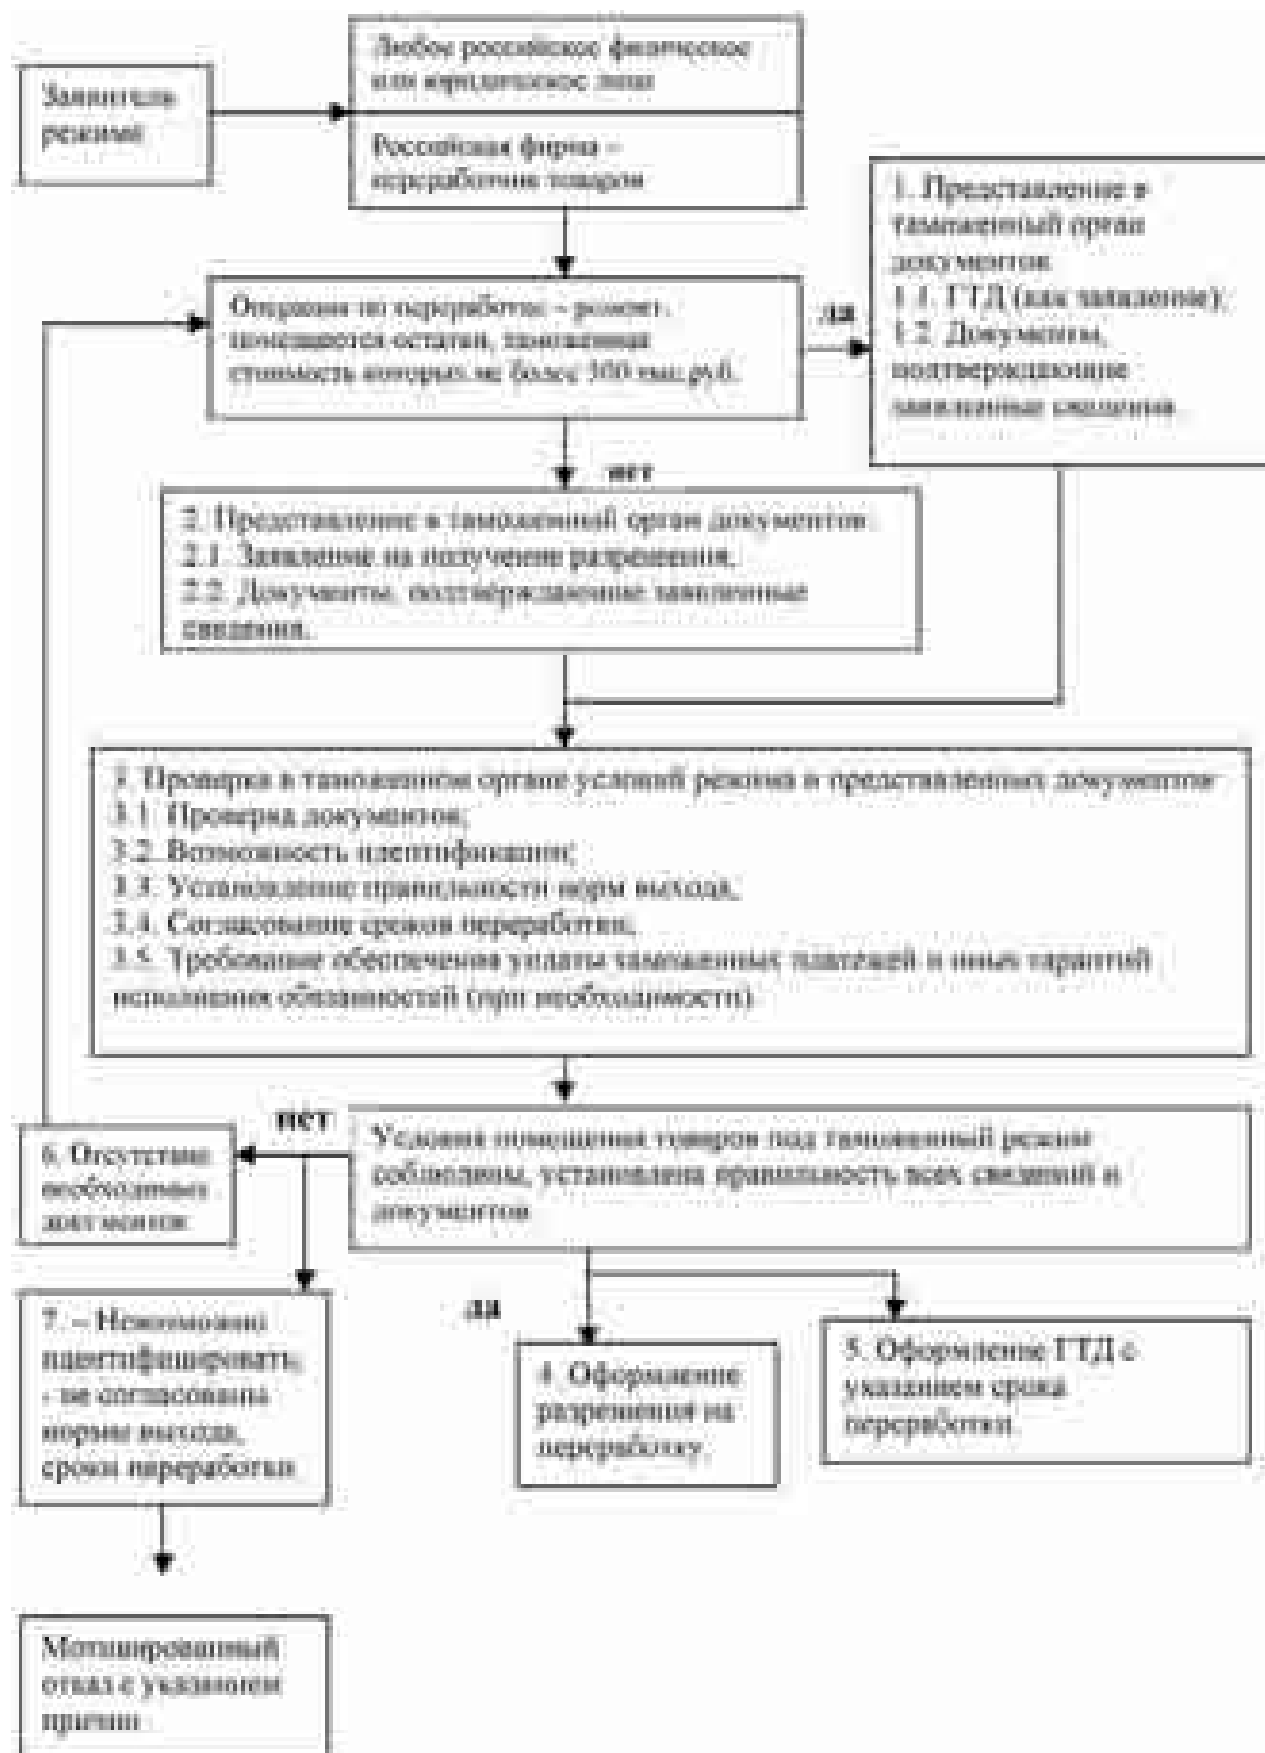 Любое российское физическое
или юридическое лицо
Заявитель
режима
Российская фирма –
переработчик товаров
1. Представление в
таможенный орган
документов
1.1. ГТД (как заявление);
1.2. Документы,
подтверждающие
заявленные сведения.
Операции по переработке – ремонт,
помещаются остатки, таможенная
стоимость которых не более 500 тыс. руб.
да
нет
2. Представление в таможенный орган документов:
2.1. Заявление на получение разрешения;
2.2. Документы, подтверждающие заявленные
сведения.
3. Проверка в таможенном органе условий режима и представленных документов
3.1. Проверка документов;
3.2. Возможность идентификации;
3.3. Установление правильности норм выхода;
3.4. Согласование сроков переработки;
3.5. Требование обеспечения уплаты таможенных платежей и иных гарантий
исполнения обязанностей (при необходимости)
нет
Условия помещения товаров под таможенный режим
соблюдены, установлена правильность всех сведений и
документов
6. Отсутствие
необходимых
документов
да
7. – Невозможно
идентифицировать;
- не согласованы
нормы выхода,
сроки переработки
4. Оформление
разрешения на
переработку.
5. Оформление ГТД с
указанием срока
переработки.
Мотивированный
отказ с указанием
причин